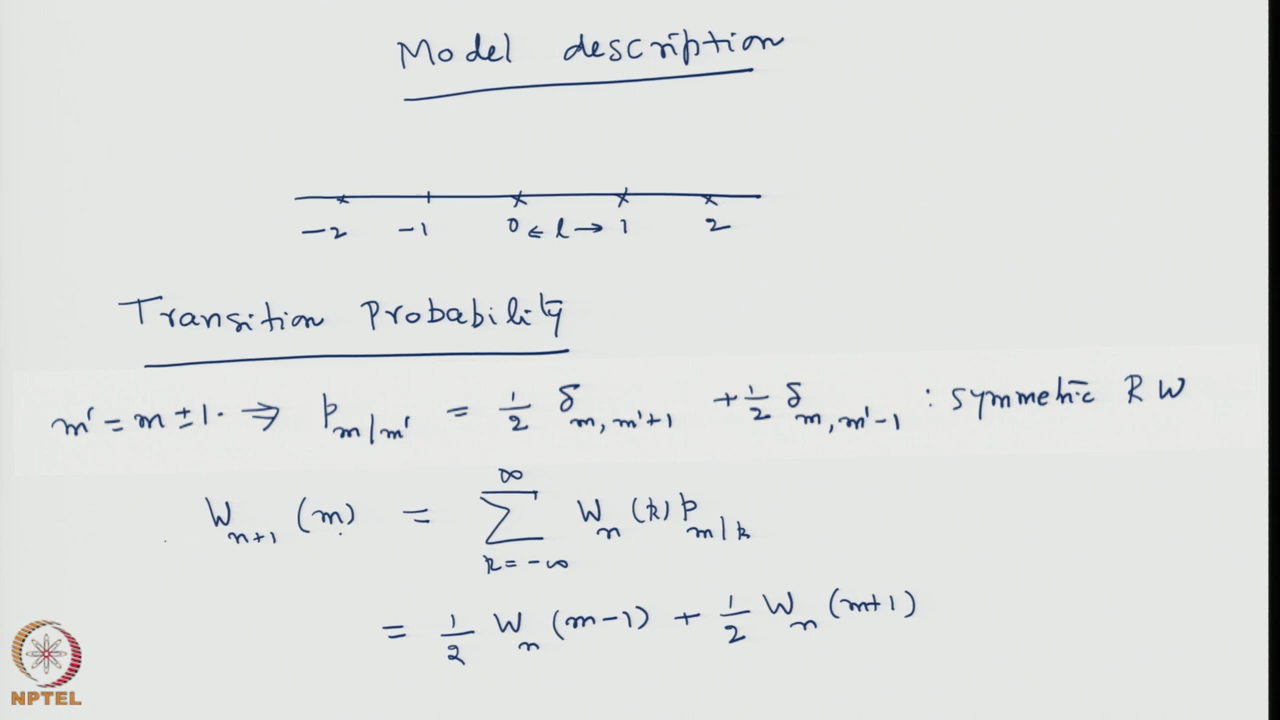 Model description
-2 -1 0 ← l → 1 2
Transition Probability
m' = m ± 1. ⇒ p_{m|m'} = 1/2 δ_{m, m'+1} + 1/2 δ_{m, m'-1} : symmetric RW
W_{n+1} (m) = ∑_{k=-∞}^{∞} W_n (k) p_{m|k}
= 1/2 W_n (m-1) + 1/2 W_n (m+1)
NPTEL